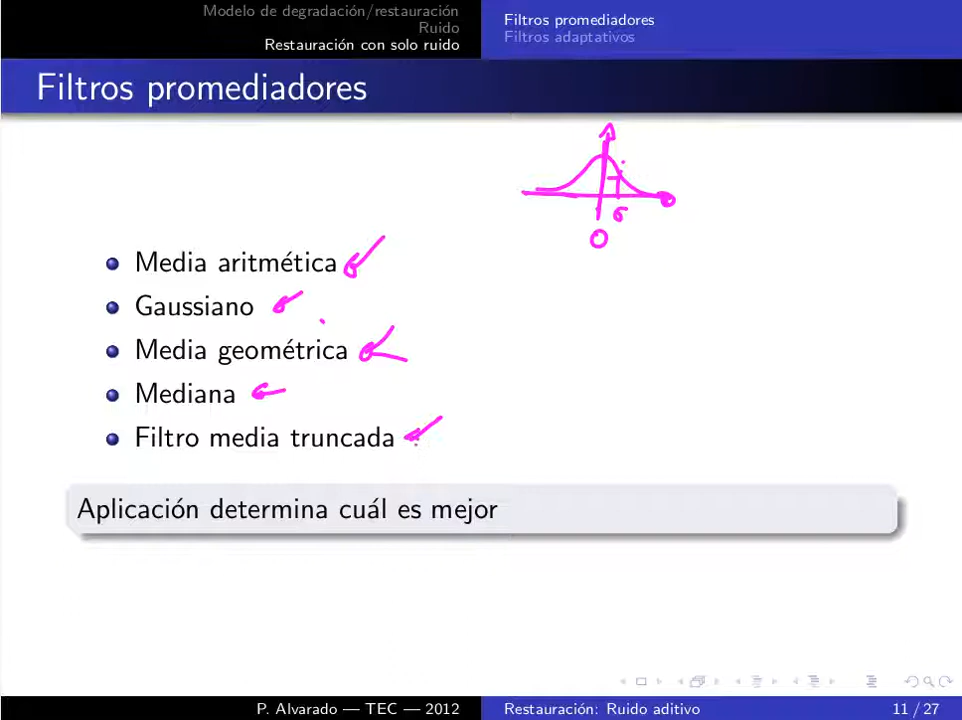 Modelo de degradación/restauración
Ruido
Restauración con solo ruido
Filtros promediadores
Filtros adaptativos
Filtros promediadores
σ
0
Media aritmética
Gaussiano
Media geométrica
Mediana
Filtro media truncada
Aplicación determina cuál es mejor
P. Alvarado — TEC — 2012
Restauración: Ruido aditivo
11 / 27